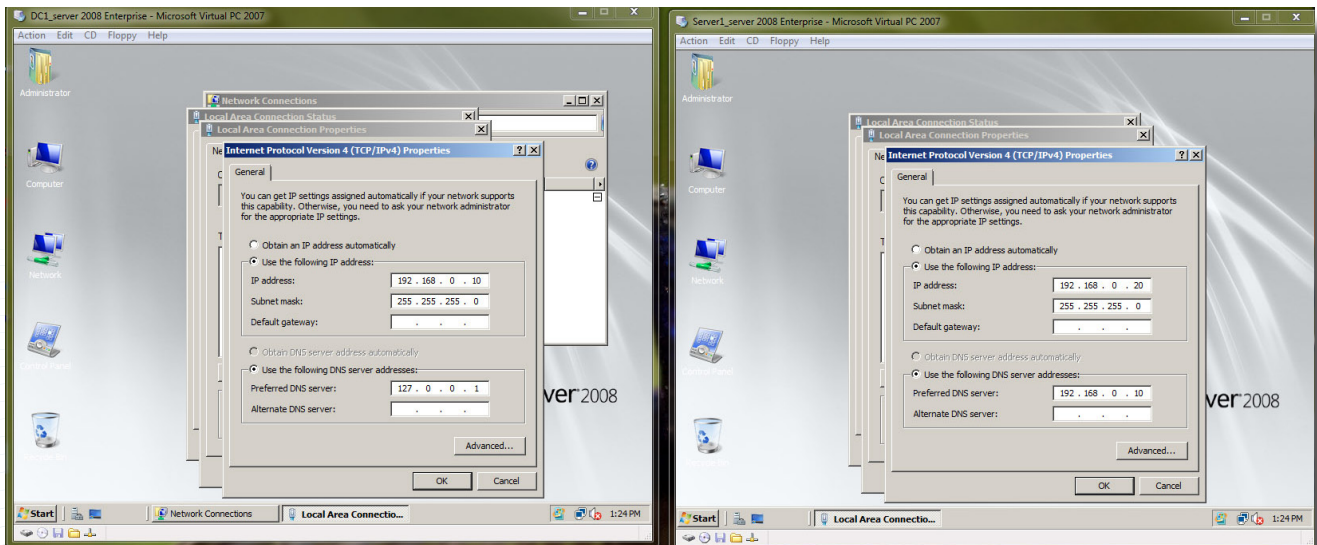 DC1_server 2008 Enterprise - Microsoft Virtual PC 2007
Action Edit CD Floppy Help
Administrator
Computer
Network
Control Panel
Network Connections
Local Area Connection Status
Local Area Connection Properties
Ne
Internet Protocol Version 4 (TCP/IPv4) Properties
General
You can get IP settings assigned automatically if your network supports
this capability. Otherwise, you need to ask your network administrator
for the appropriate IP settings.
Obtain an IP address automatically
Use the following IP address:
IP address: 192 . 168 . 0 . 10
Subnet mask: 255 . 255 . 255 . 0
Default gateway: . . .
Obtain DNS server address automatically
Use the following DNS server addresses:
Preferred DNS server: 127 . 0 . 0 . 1
Alternate DNS server: . . .
Advanced...
OK Cancel
ver 2008
Start Network Connections Local Area Connectio... 1:24 PM
Server1_server 2008 Enterprise - Microsoft Virtual PC 2007
Action Edit CD Floppy Help
Administrator
Computer
Network
Control Panel
Local Area Connection Status
Local Area Connection Properties
Ne
Internet Protocol Version 4 (TCP/IPv4) Properties
General
You can get IP settings assigned automatically if your network supports
this capability. Otherwise, you need to ask your network administrator
for the appropriate IP settings.
Obtain an IP address automatically
Use the following IP address:
IP address: 192 . 168 . 0 . 20
Subnet mask: 255 . 255 . 255 . 0
Default gateway: . . .
Obtain DNS server address automatically
Use the following DNS server addresses:
Preferred DNS server: 192 . 168 . 0 . 10
Alternate DNS server: . . .
Advanced...
OK Cancel
ver 2008
Start Local Area Connectio... 1:24 PM